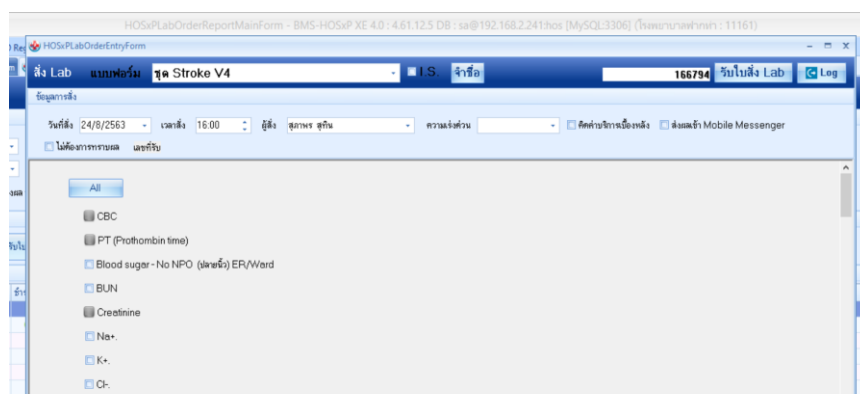 HOSxPLabOrderReportMainForm - BMS-HOSxP XE 4.0 : 4.61.12.5 DB : sa@192.168.2.241:hos [MySQL:3306] (โรงพยาบาลฟากท่า : 11161)
HOSxPLabOrderEntryForm
สั่ง Lab แบบฟอร์ม ชุด Stroke V4 I.S. จำชื่อ 166794 รับใบสั่ง Lab Log
ข้อมูลการสั่ง
วันที่สั่ง 24/8/2563 เวลาสั่ง 16:00 ผู้สั่ง สุภาพร สุทิน ความเร่งด่วน คิดค่าบริการเบื้องหลัง ส่งผลเข้า Mobile Messenger
ไม่ต้องการทราบผล เลขที่รับ
All
CBC
PT (Prothombin time)
Blood sugar - No NPO (ปลายนิ้ว) ER/Ward
BUN
Creatinine
Na+.
K+.
Cl-.